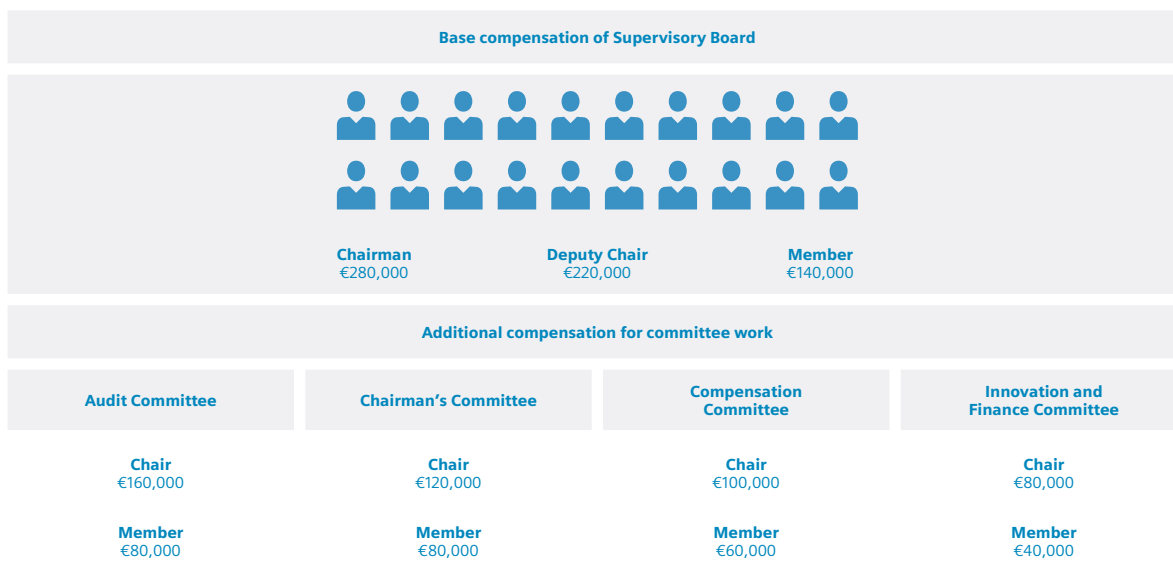 Base compensation of Supervisory Board
Chairman
€280,000
Deputy Chair
€220,000
Member
€140,000
Additional compensation for committee work
Audit Committee
Chair
€160,000
Member
€80,000
Chairman's Committee
Chair
€120,000
Member
€80,000
Compensation
Committee
Chair
€100,000
Member
€60,000
Innovation and
Finance Committee
Chair
€80,000
Member
€40,000